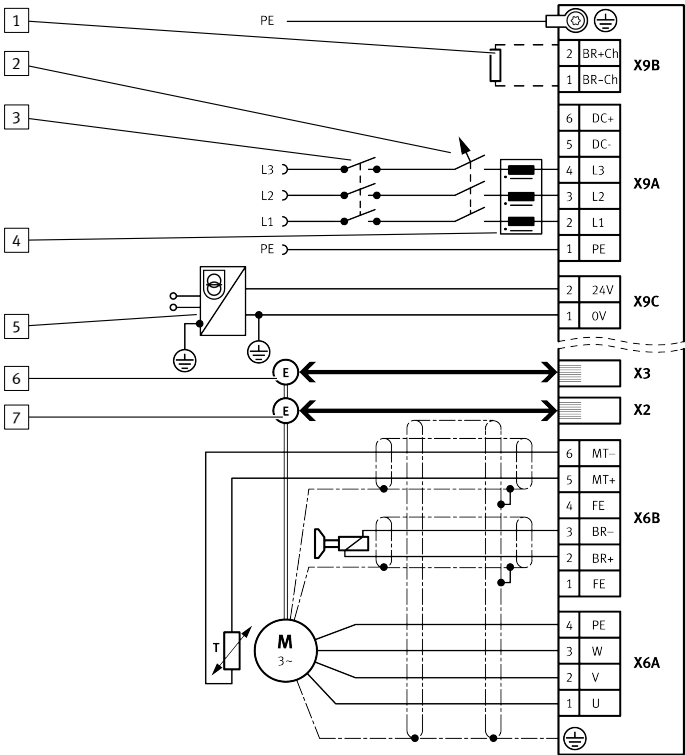 1
PE
2 BR+Ch
1 BR-Ch
X9B
2
3
6 DC+
5 DC-
L3
4 L3
X9A
L2
3 L2
L1
2 L1
4
PE
1 PE
2 24V
X9C
5
1 0V
6
E
X3
7
E
X2
6 MT–
5 MT+
4 FE
X6B
3 BR–
2 BR+
1 FE
4 PE
T
M
3~
3 W
X6A
2 V
1 U